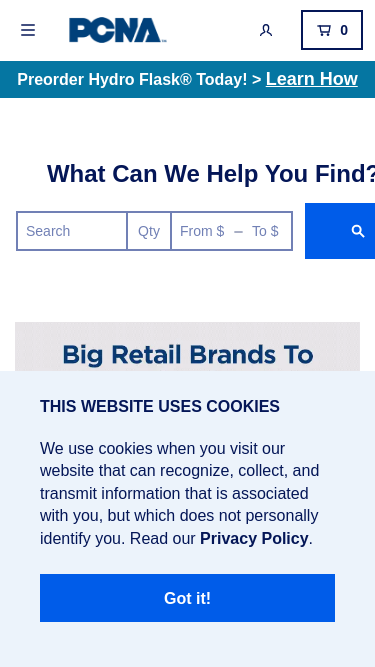 PCNA™
0
Preorder Hydro Flask® Today! > Learn How
What Can We Help You Find?
Search Qty From $ – To $
Big Retail Brands To
THIS WEBSITE USES COOKIES
We use cookies when you visit our
website that can recognize, collect, and
transmit information that is associated
with you, but which does not personally
identify you. Read our Privacy Policy.
Got it!